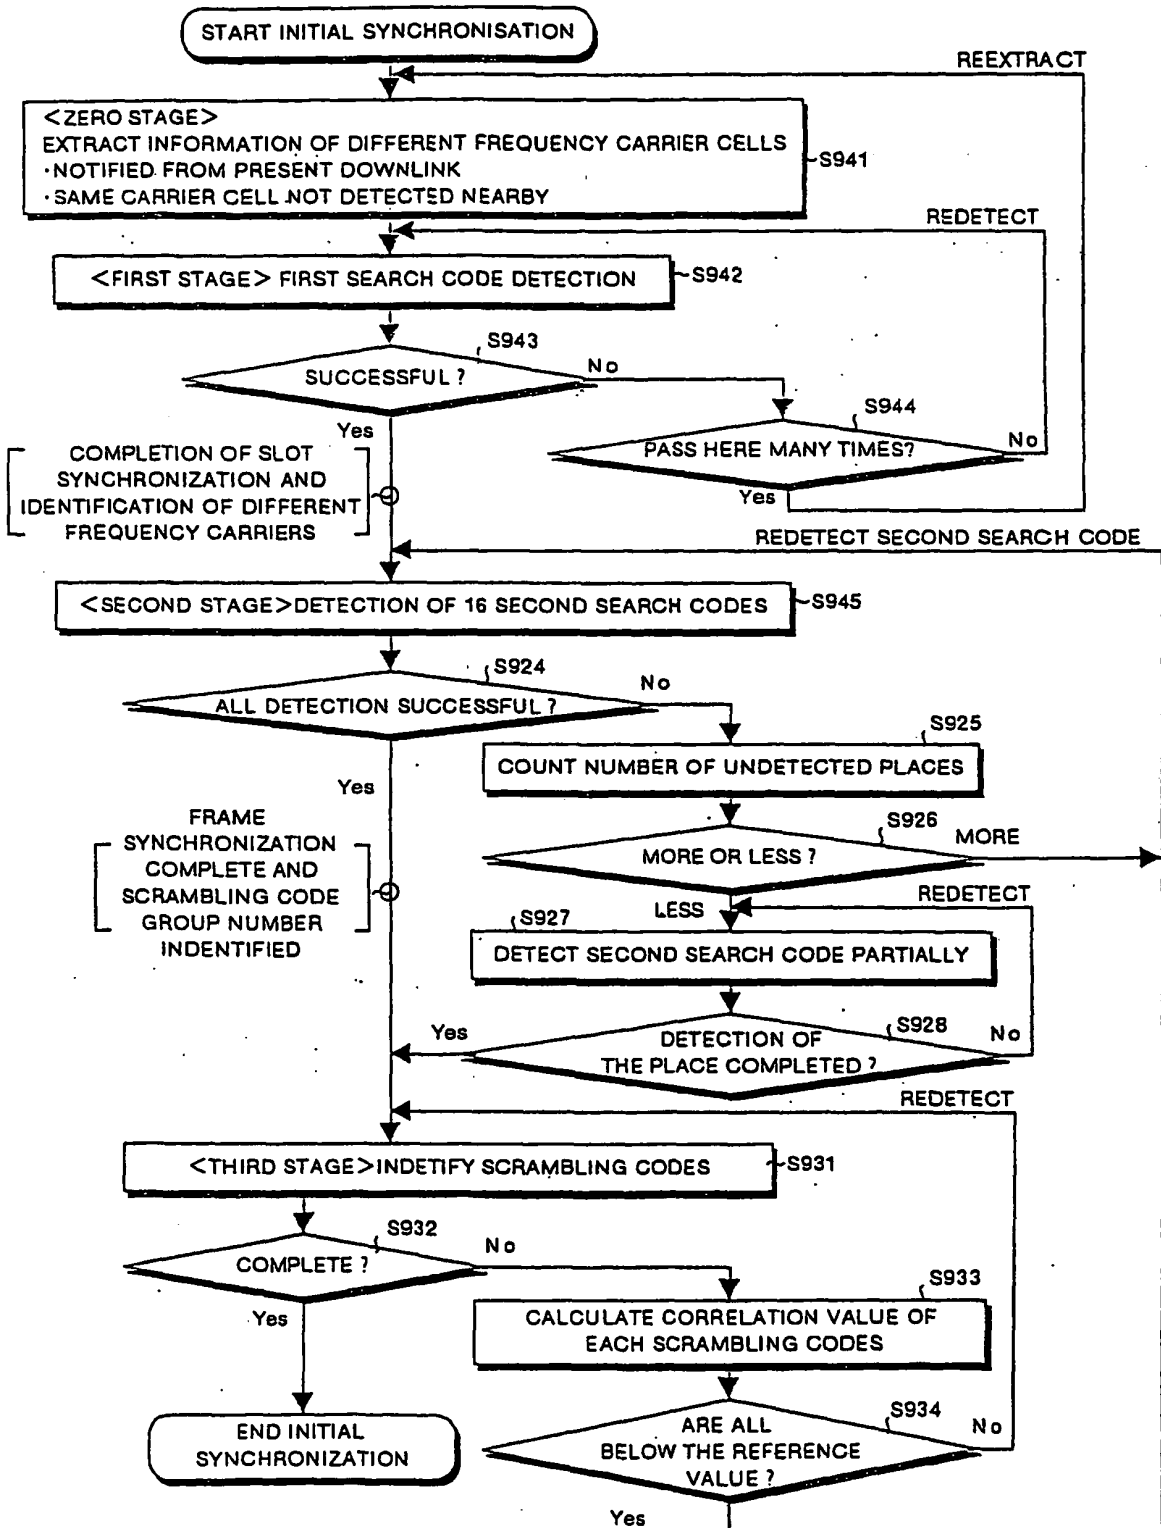 START INITIAL SYNCHRONISATION
REEXTRACT
<ZERO STAGE>
EXTRACT INFORMATION OF DIFFERENT FREQUENCY CARRIER CELLS
·NOTIFIED FROM PRESENT DOWNLINK
·SAME CARRIER CELL NOT DETECTED NEARBY
S941
REDETECT
<FIRST STAGE> FIRST SEARCH CODE DETECTION
S942
S943
SUCCESSFUL ?
No
Yes
S944
PASS HERE MANY TIMES?
No
Yes
COMPLETION OF SLOT
SYNCHRONIZATION AND
IDENTIFICATION OF DIFFERENT
FREQUENCY CARRIERS
REDETECT SECOND SEARCH CODE
<SECOND STAGE>DETECTION OF 16 SECOND SEARCH CODES
S945
S924
ALL DETECTION SUCCESSFUL ?
No
Yes
S925
COUNT NUMBER OF UNDETECTED PLACES
FRAME
SYNCHRONIZATION
COMPLETE AND
SCRAMBLING CODE
GROUP NUMBER
INDENTIFIED
S926
MORE OR LESS ?
MORE
LESS
REDETECT
S927
DETECT SECOND SEARCH CODE PARTIALLY
S928
DETECTION OF
THE PLACE COMPLETED ?
Yes
No
REDETECT
<THIRD STAGE>INDETIFY SCRAMBLING CODES
S931
S932
COMPLETE ?
No
Yes
S933
CALCULATE CORRELATION VALUE OF
EACH SCRAMBLING CODES
S934
ARE ALL
BELOW THE REFERENCE
VALUE ?
No
Yes
END INITIAL
SYNCHRONIZATION